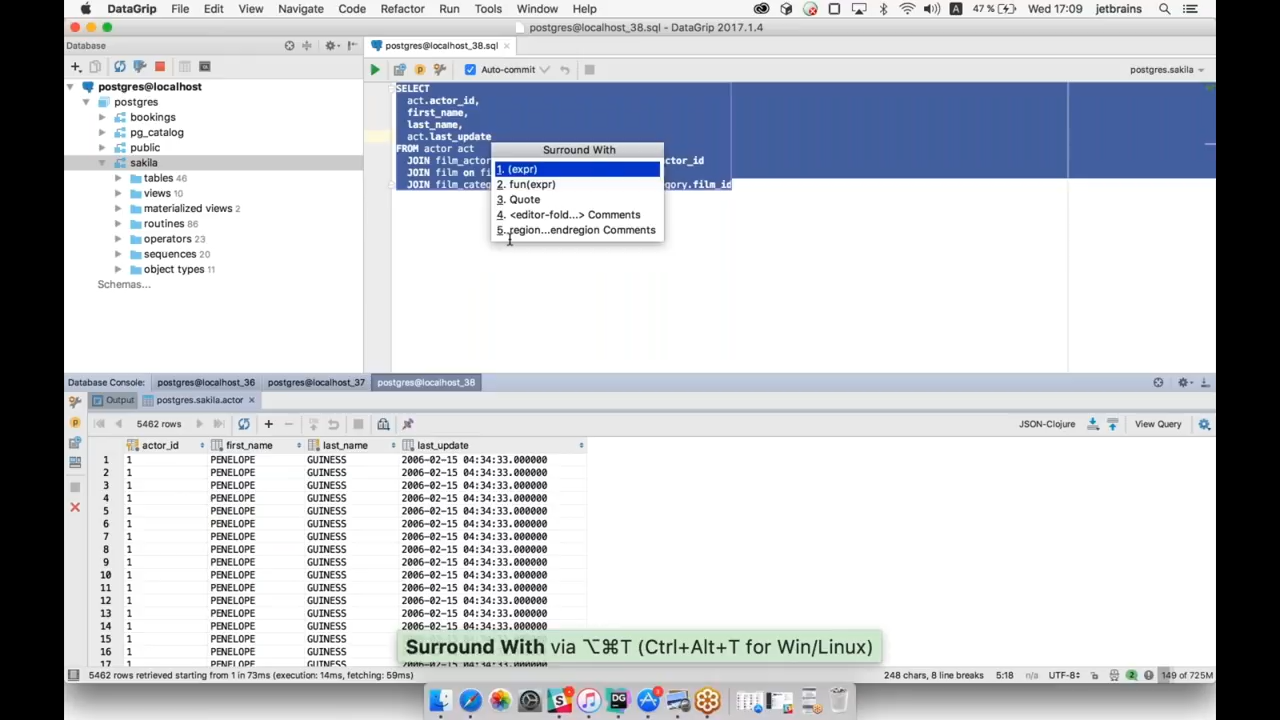 DataGrip File Edit View Navigate Code Refactor Run Tools Window Help 47 % Wed 17:09 jetbrains
postgres@localhost_38.sql - DataGrip 2017.1.4
Database
postgres@localhost_38.sql
Auto-commit
postgres.sakila
postgres@localhost
postgres
bookings
pg_catalog
public
sakila
tables 46
views 10
materialized views 2
routines 86
operators 23
sequences 20
object types 11
Schemas...
SELECT
act.actor_id,
first_name,
last_name,
act.last_update
FROM actor act
JOIN film_actor
JOIN film on
JOIN film_cate
gory.film_id
Surround With
1. (expr)
2. fun(expr)
3. Quote
4. <editor-fold...> Comments
5. region...endregion Comments
Database Console: postgres@localhost_36 postgres@localhost_37 postgres@localhost_38
Output postgres.sakila.actor
5462 rows
JSON-Clojure View Query
actor_id first_name last_name last_update
1 1 PENELOPE GUINESS 2006-02-15 04:34:33.000000
2 1 PENELOPE GUINESS 2006-02-15 04:34:33.000000
3 1 PENELOPE GUINESS 2006-02-15 04:34:33.000000
4 1 PENELOPE GUINESS 2006-02-15 04:34:33.000000
5 1 PENELOPE GUINESS 2006-02-15 04:34:33.000000
6 1 PENELOPE GUINESS 2006-02-15 04:34:33.000000
7 1 PENELOPE GUINESS 2006-02-15 04:34:33.000000
8 1 PENELOPE GUINESS 2006-02-15 04:34:33.000000
9 1 PENELOPE GUINESS 2006-02-15 04:34:33.000000
10 1 PENELOPE GUINESS 2006-02-15 04:34:33.000000
11 1 PENELOPE GUINESS 2006-02-15 04:34:33.000000
12 1 PENELOPE GUINESS 2006-02-15 04:34:33.000000
13 1 PENELOPE GUINESS 2006-02-15 04:34:33.000000
14 1 PENELOPE GUINESS
15 1 PENELOPE GUINESS
16 1 PENELOPE GUINESS
17 1 PENELOPE GUINESS
Surround With via ⌥⌘T (Ctrl+Alt+T for Win/Linux)
5462 rows retrieved starting from 1 in 73ms (execution: 14ms, fetching: 59ms)
248 chars, 8 line breaks 5:18 n/a UTF-8 2 149 of 725M